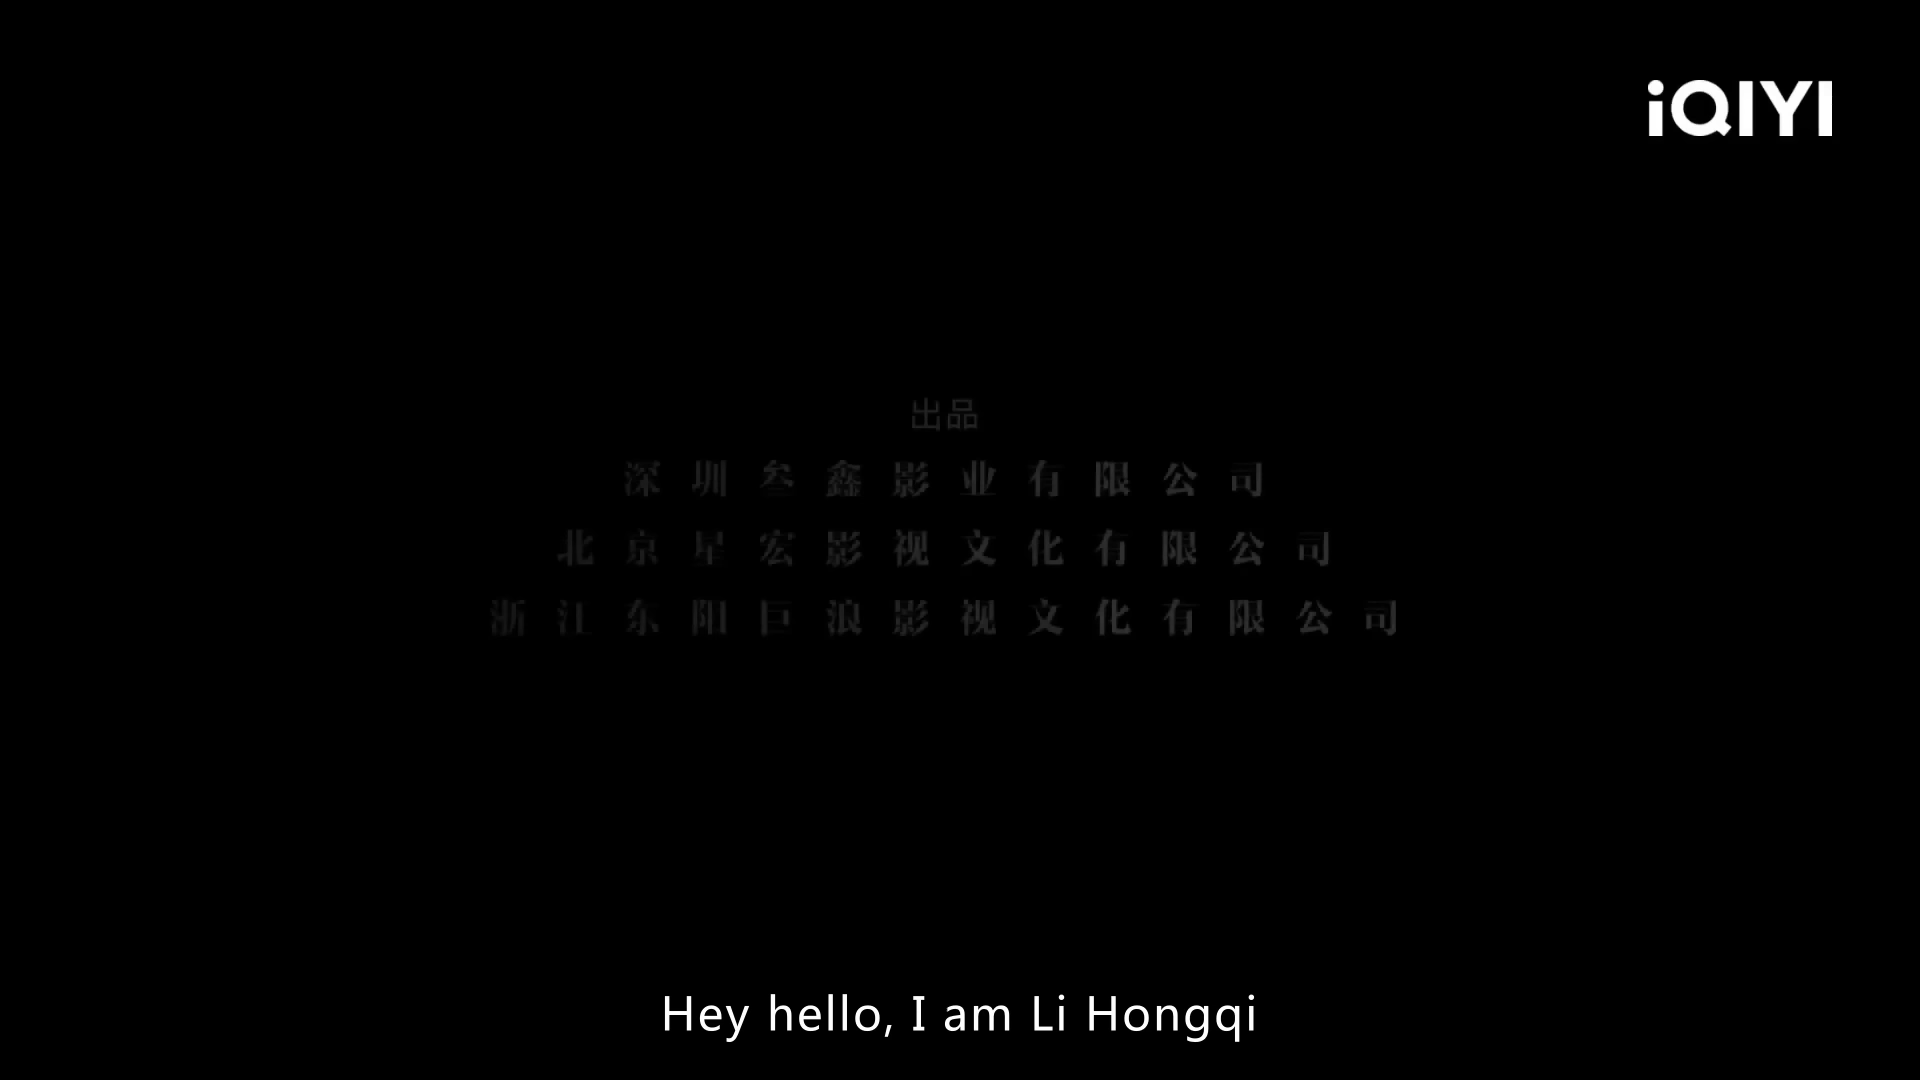 iQIYI
出品
深圳叁鑫影业有限公司
北京星宏影视文化有限公司
浙江东阳巨浪影视文化有限公司
Hey hello, I am Li Hongqi